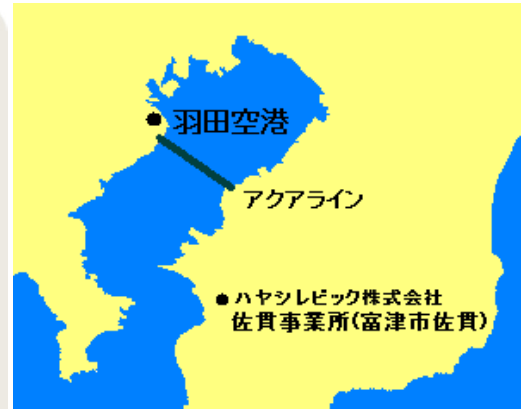 羽田空港
アクアライン
ハヤシレピック株式会社
佐貫事業所(富津市佐貫)